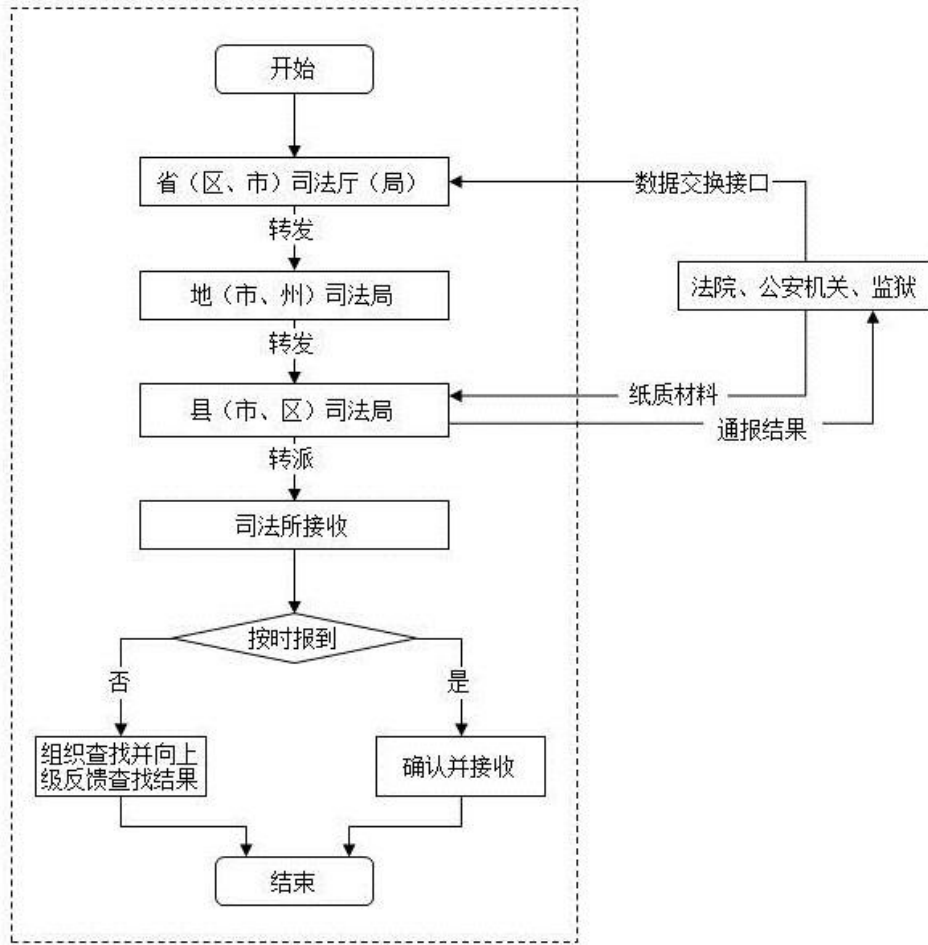 开始
省（区、市）司法厅（局）
数据交换接口
转发
地（市、州）司法局
法院、公安机关、监狱
转发
县（市、区）司法局
纸质材料
通报结果
转派
司法所接收
按时报到
否
是
组织查找并向上
级反馈查找结果
确认并接收
结束